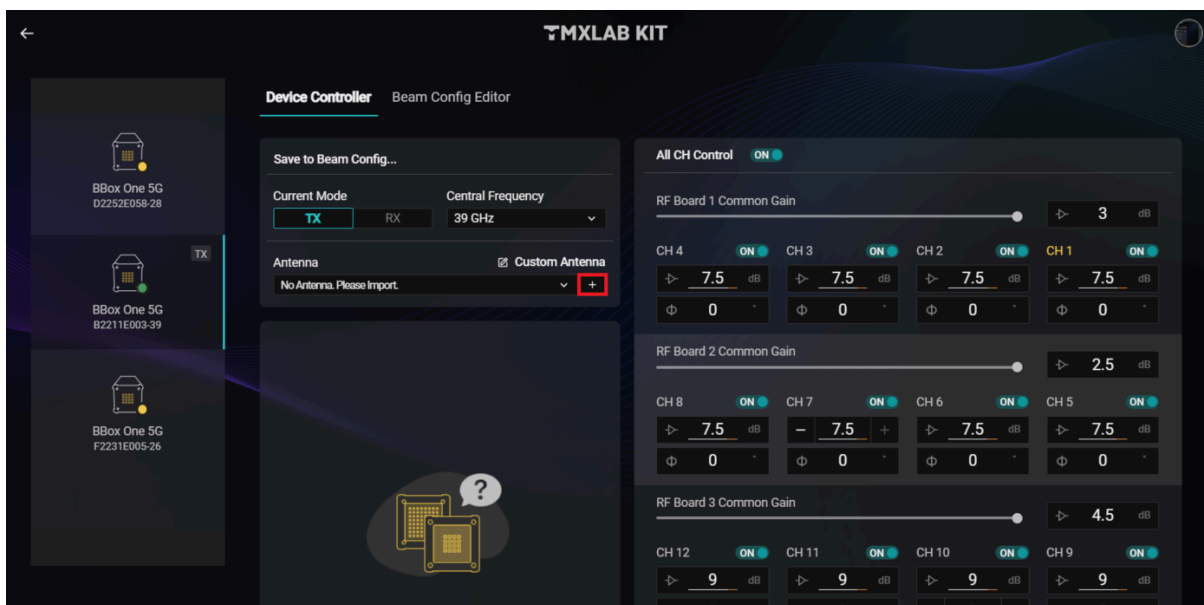 TMXLAB KIT
BBox One 5G
D2252E058-28
TX
BBox One 5G
B2211E003-39
BBox One 5G
F2231E005-26
Device Controller Beam Config Editor
Save to Beam Config...
Current Mode Central Frequency
TX RX 39 GHz
Antenna Custom Antenna
No Antenna. Please Import. +
?
All CH Control ON
RF Board 1 Common Gain
3 dB
CH 4 ON CH 3 ON CH 2 ON CH 1 ON
7.5 dB 7.5 dB 7.5 dB 7.5 dB
Φ 0 ° Φ 0 ° Φ 0 ° Φ 0 °
RF Board 2 Common Gain
2.5 dB
CH 8 ON CH 7 ON CH 6 ON CH 5 ON
7.5 dB − 7.5 + 7.5 dB 7.5 dB
Φ 0 ° Φ 0 ° Φ 0 ° Φ 0 °
RF Board 3 Common Gain
4.5 dB
CH 12 ON CH 11 ON CH 10 ON CH 9 ON
9 dB 9 dB 9 dB 9 dB